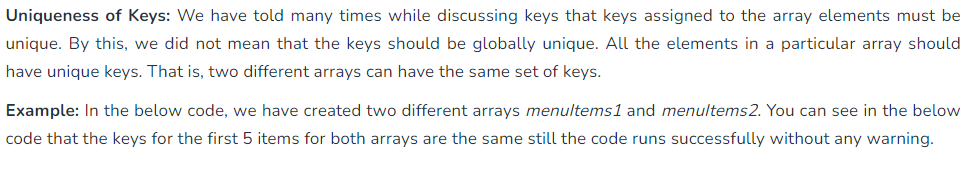 Uniqueness of Keys: We have told many times while discussing keys that keys assigned to the array elements must be
unique. By this, we did not mean that the keys should be globally unique. All the elements in a particular array should
have unique keys. That is, two different arrays can have the same set of keys.
Example: In the below code, we have created two different arrays menuItems1 and menuItems2. You can see in the below
code that the keys for the first 5 items for both arrays are the same still the code runs successfully without any warning.